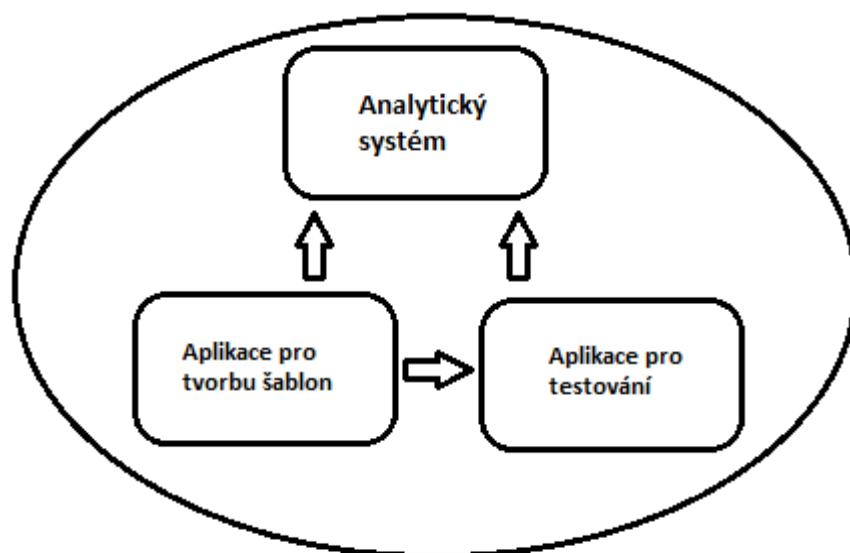 Analytický
systém
Aplikace pro
tvorbu šablon
Aplikace pro
testování